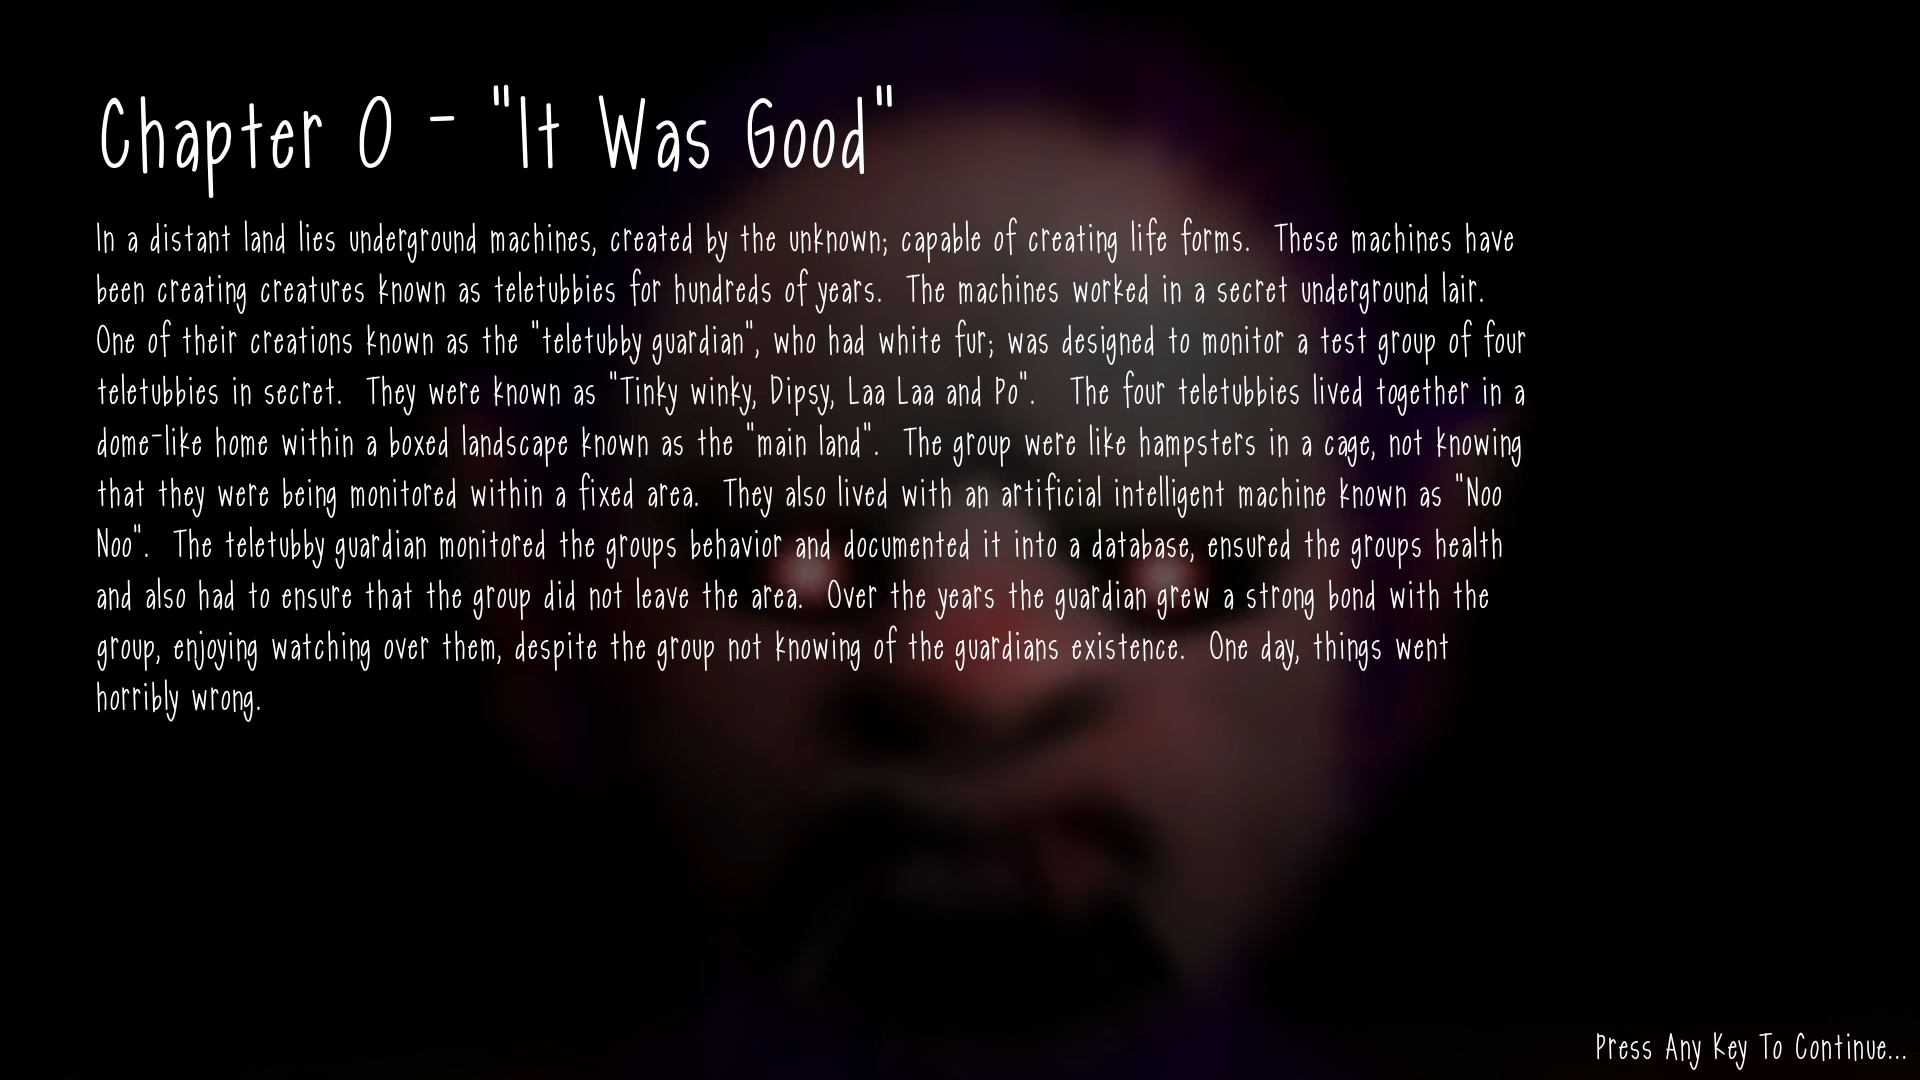 Chapter 0 - "It Was Good"
In a distant land lies underground machines, created by the unknown; capable of creating life forms.  These machines have
been creating creatures known as teletubbies for hundreds of years.  The machines worked in a secret underground lair.
One of their creations known as the "teletubby guardian", who had white fur; was designed to monitor a test group of four
teletubbies in secret.  They were known as "Tinky winky, Dipsy, Laa Laa and Po".   The four teletubbies lived together in a
dome-like home within a boxed landscape known as the "main land".  The group were like hampsters in a cage, not knowing
that they were being monitored within a fixed area.  They also lived with an artificial intelligent machine known as "Noo
Noo".  The teletubby guardian monitored the groups behavior and documented it into a database, ensured the groups health
and also had to ensure that the group did not leave the area.  Over the years the guardian grew a strong bond with the
group, enjoying watching over them, despite the group not knowing of the guardians existence.  One day, things went
horribly wrong.
Press Any Key To Continue...